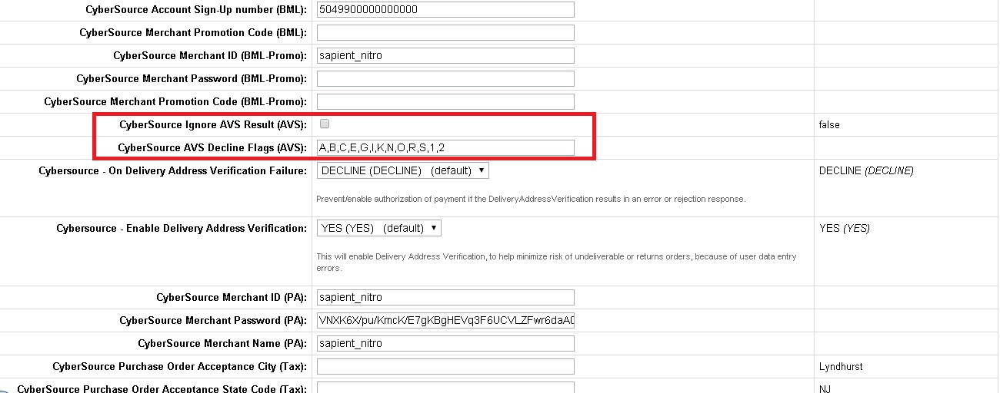 CyberSource Account Sign-Up number (BML): 5049900000000000
CyberSource Merchant Promotion Code (BML):
CyberSource Merchant ID (BML-Promo): sapient_nitro
CyberSource Merchant Password (BML-Promo):
CyberSource Merchant Promotion Code (BML-Promo):
CyberSource Ignore AVS Result (AVS): false
CyberSource AVS Decline Flags (AVS): A,B,C,E,G,I,K,N,O,R,S,1,2
Cybersource - On Delivery Address Verification Failure: DECLINE (DECLINE) (default) DECLINE (DECLINE)
Prevent/enable authorization of payment if the DeliveryAddressVerification results in an error or rejection response.
Cybersource - Enable Delivery Address Verification: YES (YES) (default) YES (YES)
This will enable Delivery Address Verification, to help minimize risk of undeliverable or returns orders, because of user data entry
errors.
CyberSource Merchant ID (PA): sapient_nitro
CyberSource Merchant Password (PA): VNXK6X/pu/KmcK/E7gKBgHEVq3F6UCVLZFwr6daA
CyberSource Merchant Name (PA): sapient_nitro
CyberSource Purchase Order Acceptance City (Tax): Lyndhurst
CyberSource Purchase Order Acceptance State Code (Tax): NJ